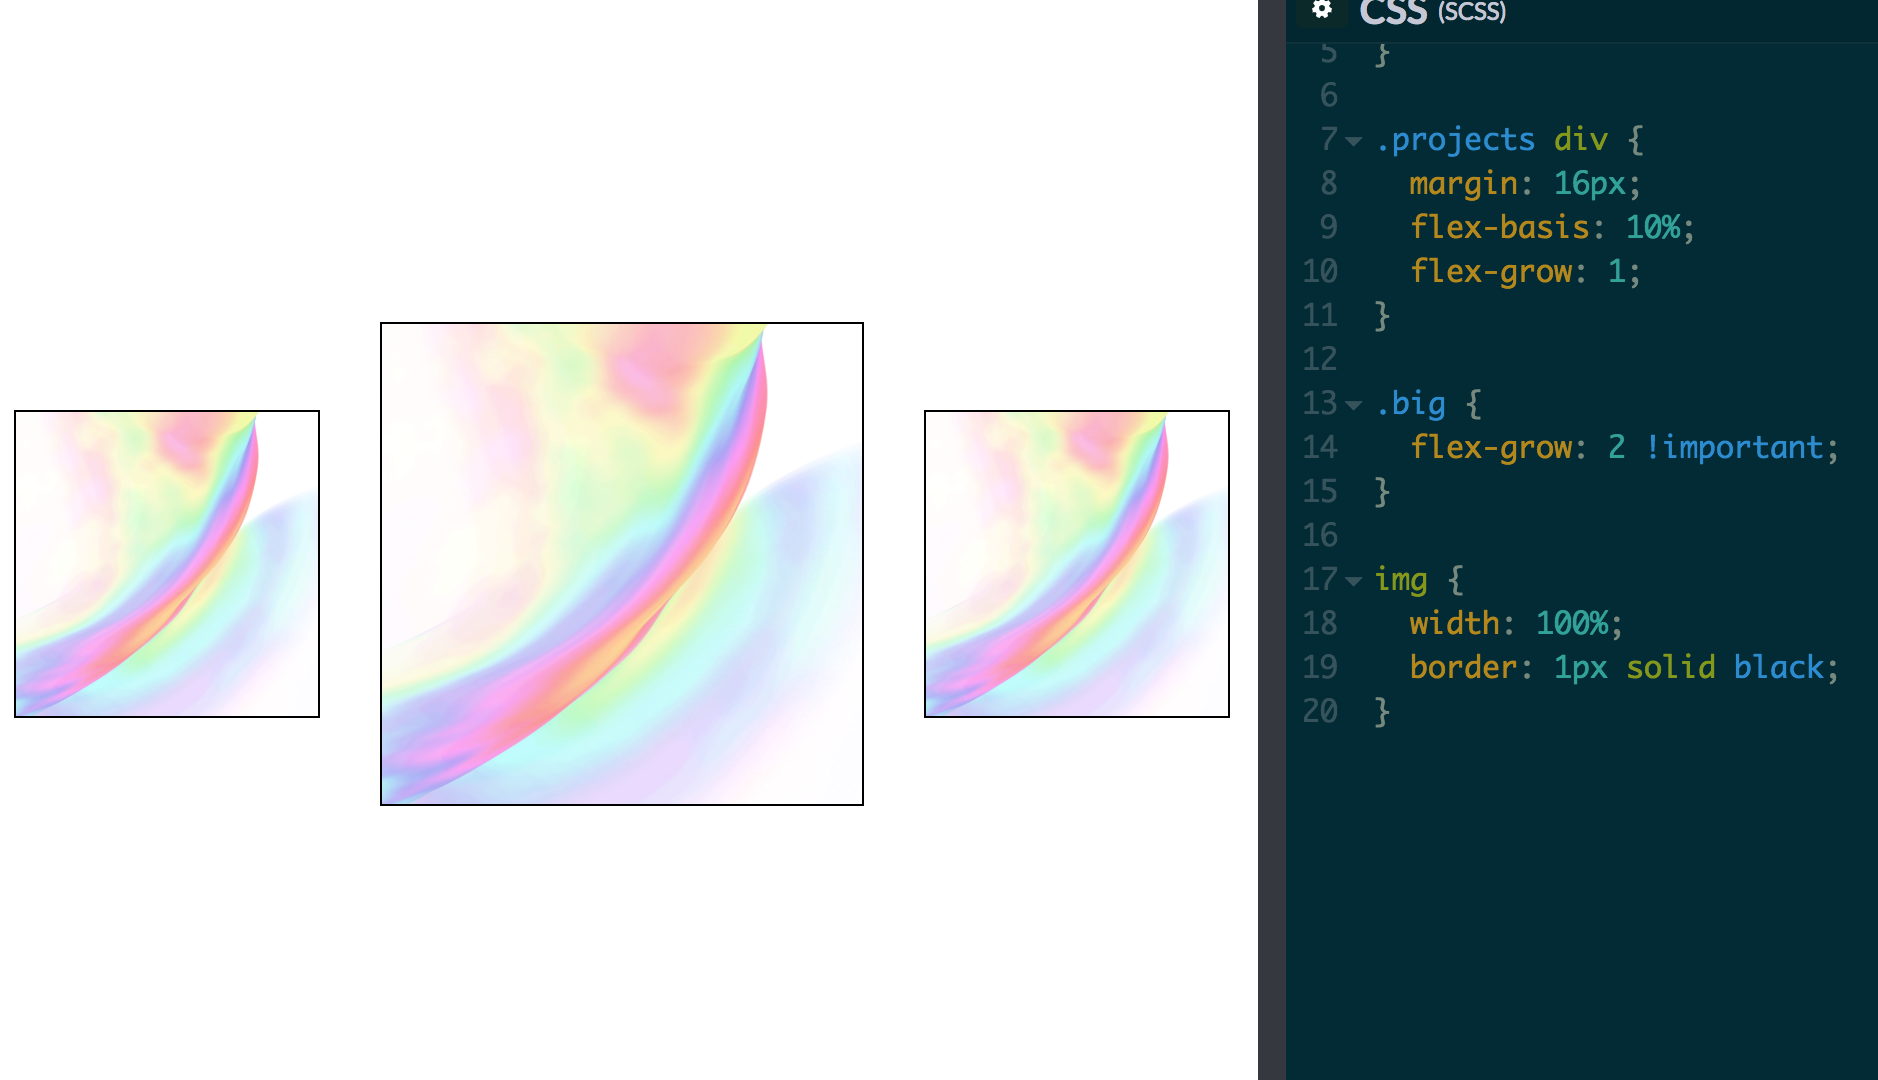 CSS (SCSS)
5 }
6
7 .projects div {
8 margin: 16px;
9 flex-basis: 10%;
10 flex-grow: 1;
11 }
12
13 .big {
14 flex-grow: 2 !important;
15 }
16
17 img {
18 width: 100%;
19 border: 1px solid black;
20 }